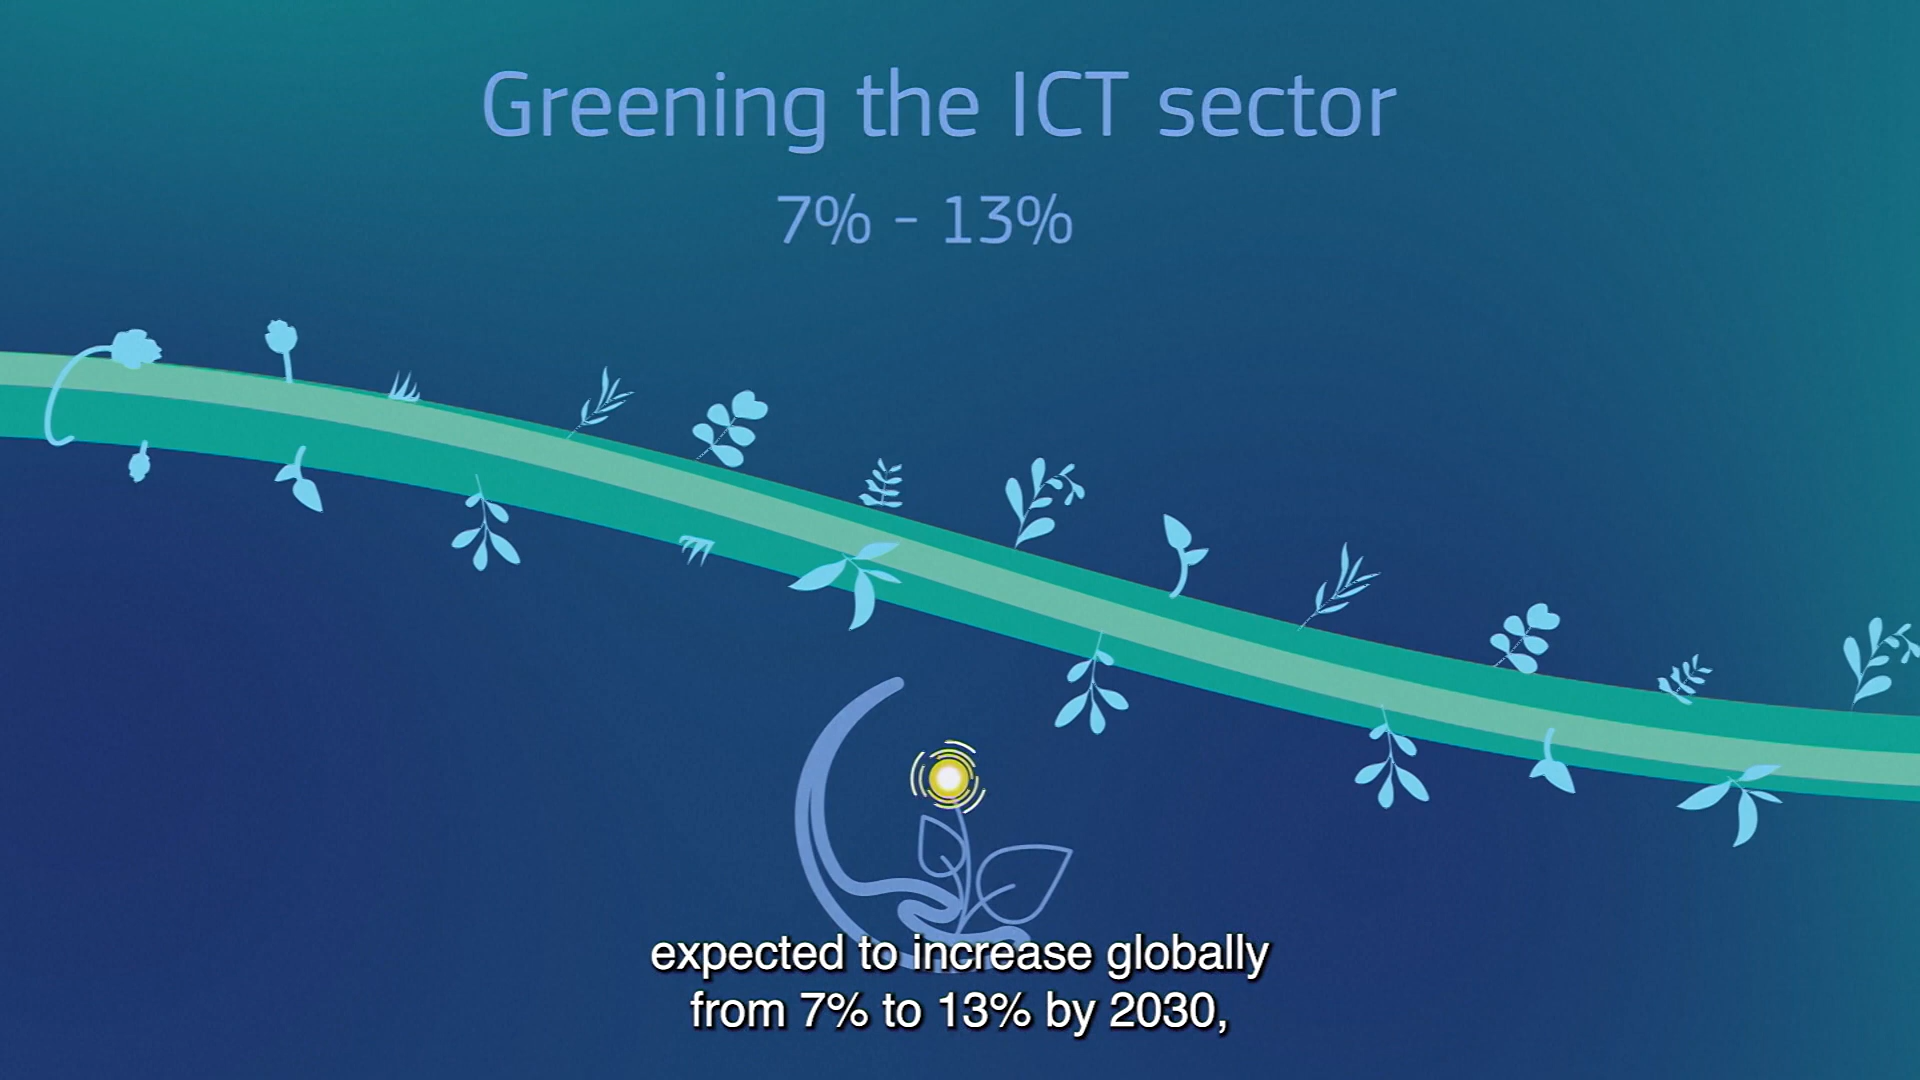 Greening the ICT sector
7% - 13%
expected to increase globally
from 7% to 13% by 2030,